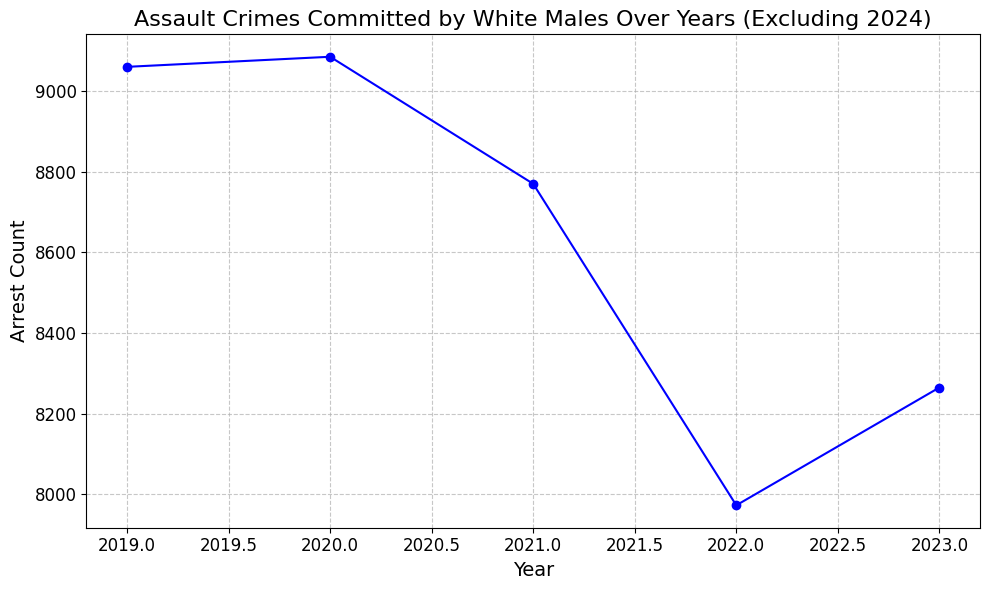 Assault Crimes Committed by White Males Over Years (Excluding 2024)
Arrest Count
9000
8800
8600
8400
8200
8000
2019.0 2019.5 2020.0 2020.5 2021.0 2021.5 2022.0 2022.5 2023.0
Year